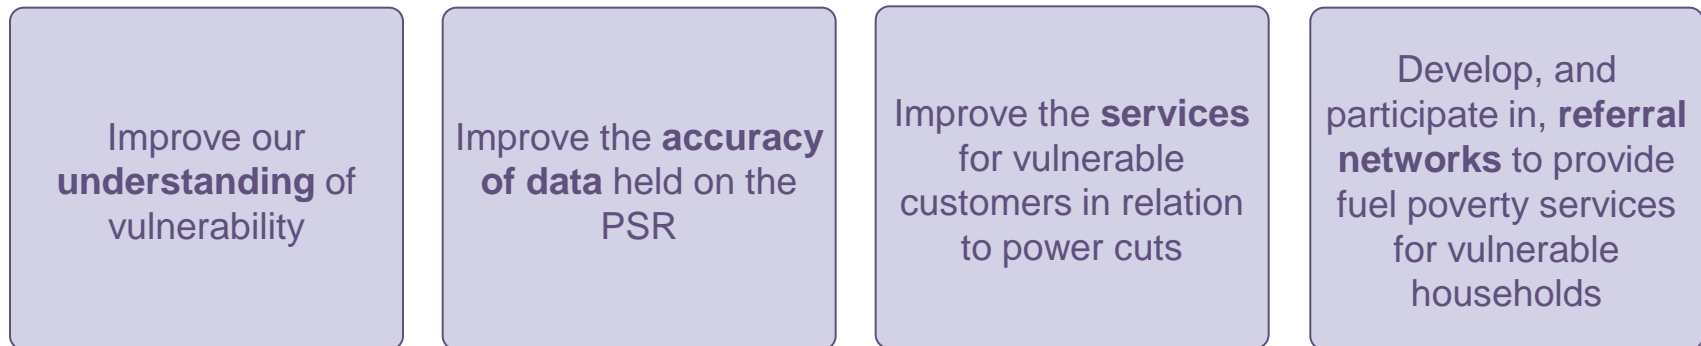 Improve our
understanding of
vulnerability
Improve the accuracy
of data held on the
PSR
Improve the services
for vulnerable
customers in relation
to power cuts
Develop, and
participate in, referral
networks to provide
fuel poverty services
for vulnerable
households